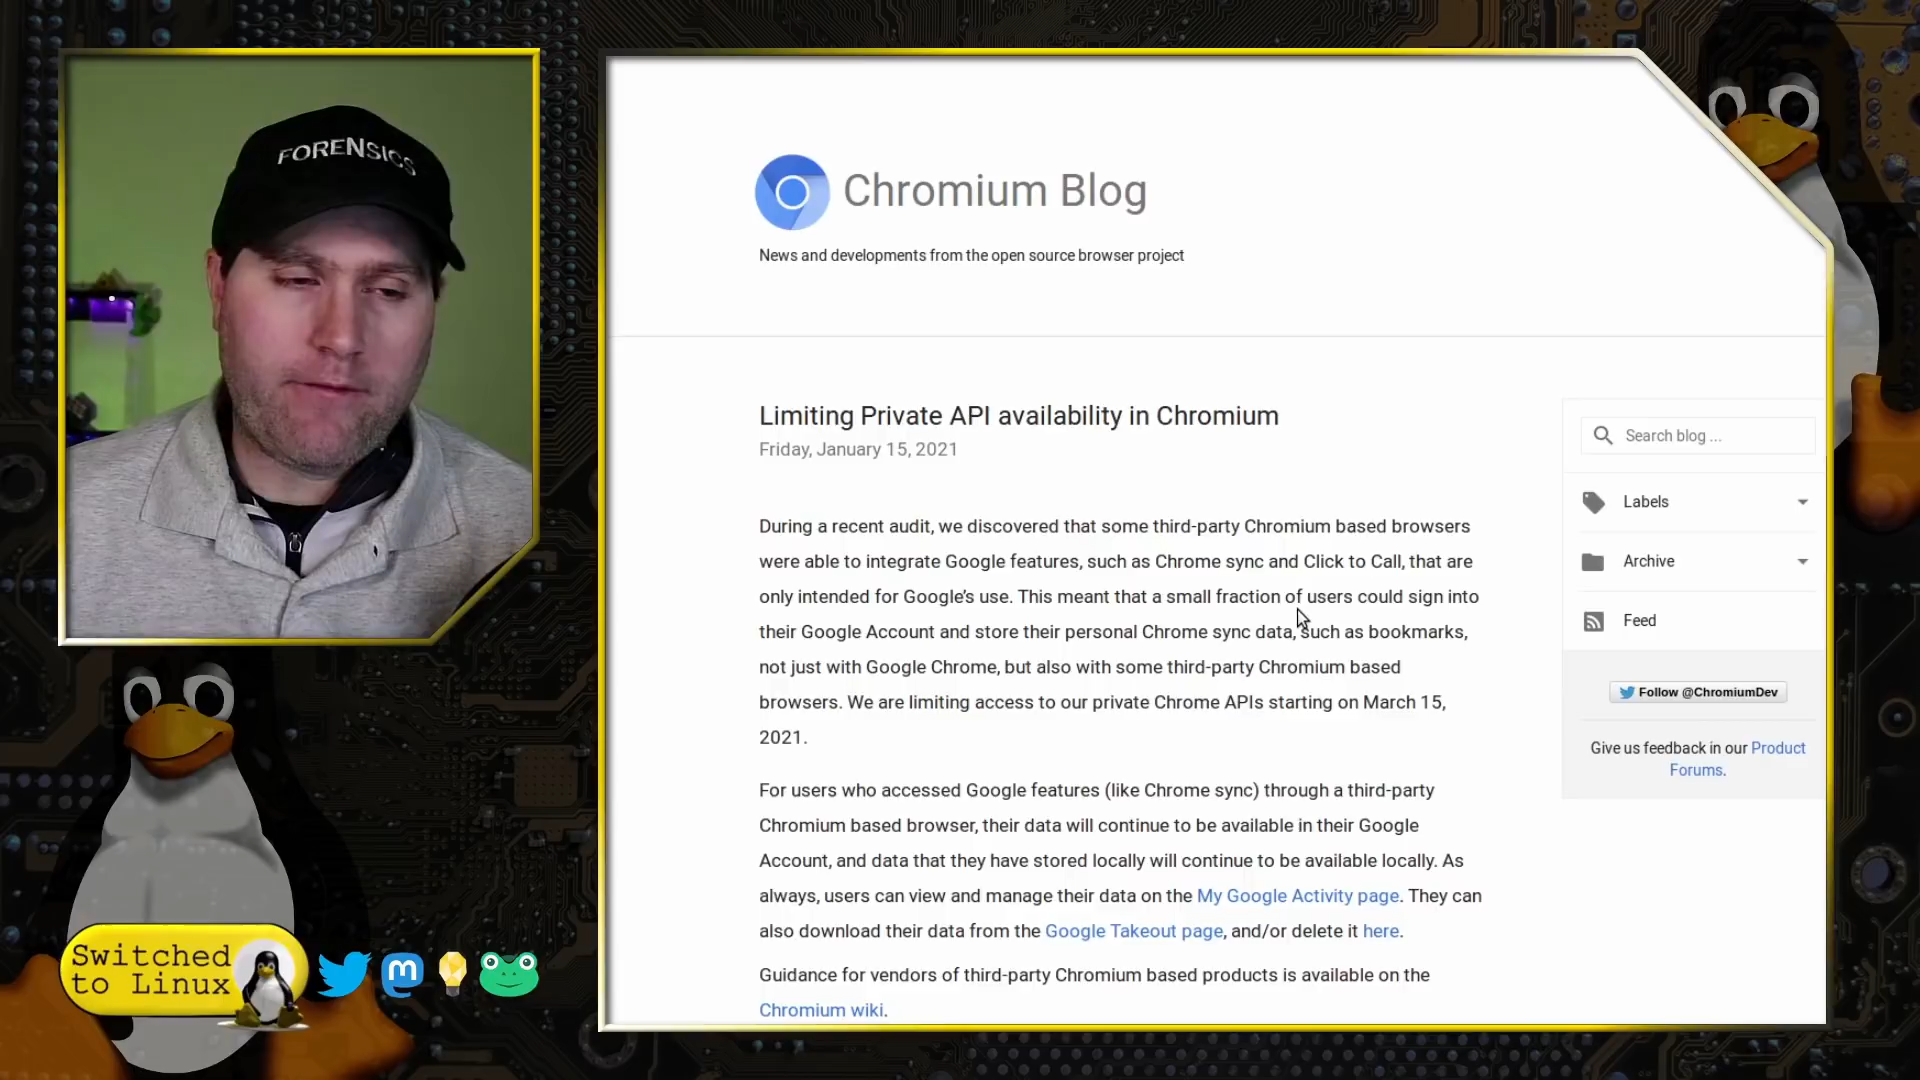 FORENSICS
Chromium Blog
News and developments from the open source browser project
Limiting Private API availability in Chromium
Friday, January 15, 2021
During a recent audit, we discovered that some third-party Chromium based browsers
were able to integrate Google features, such as Chrome sync and Click to Call, that are
only intended for Google’s use. This meant that a small fraction of users could sign into
their Google Account and store their personal Chrome sync data, such as bookmarks,
not just with Google Chrome, but also with some third-party Chromium based
browsers. We are limiting access to our private Chrome APIs starting on March 15,
2021.
For users who accessed Google features (like Chrome sync) through a third-party
Chromium based browser, their data will continue to be available in their Google
Account, and data that they have stored locally will continue to be available locally. As
always, users can view and manage their data on the My Google Activity page. They can
also download their data from the Google Takeout page, and/or delete it here.
Guidance for vendors of third-party Chromium based products is available on the
Chromium wiki.
Search blog ...
Labels
Archive
Feed
Follow @ChromiumDev
Give us feedback in our Product
Forums.
Switched
to Linux